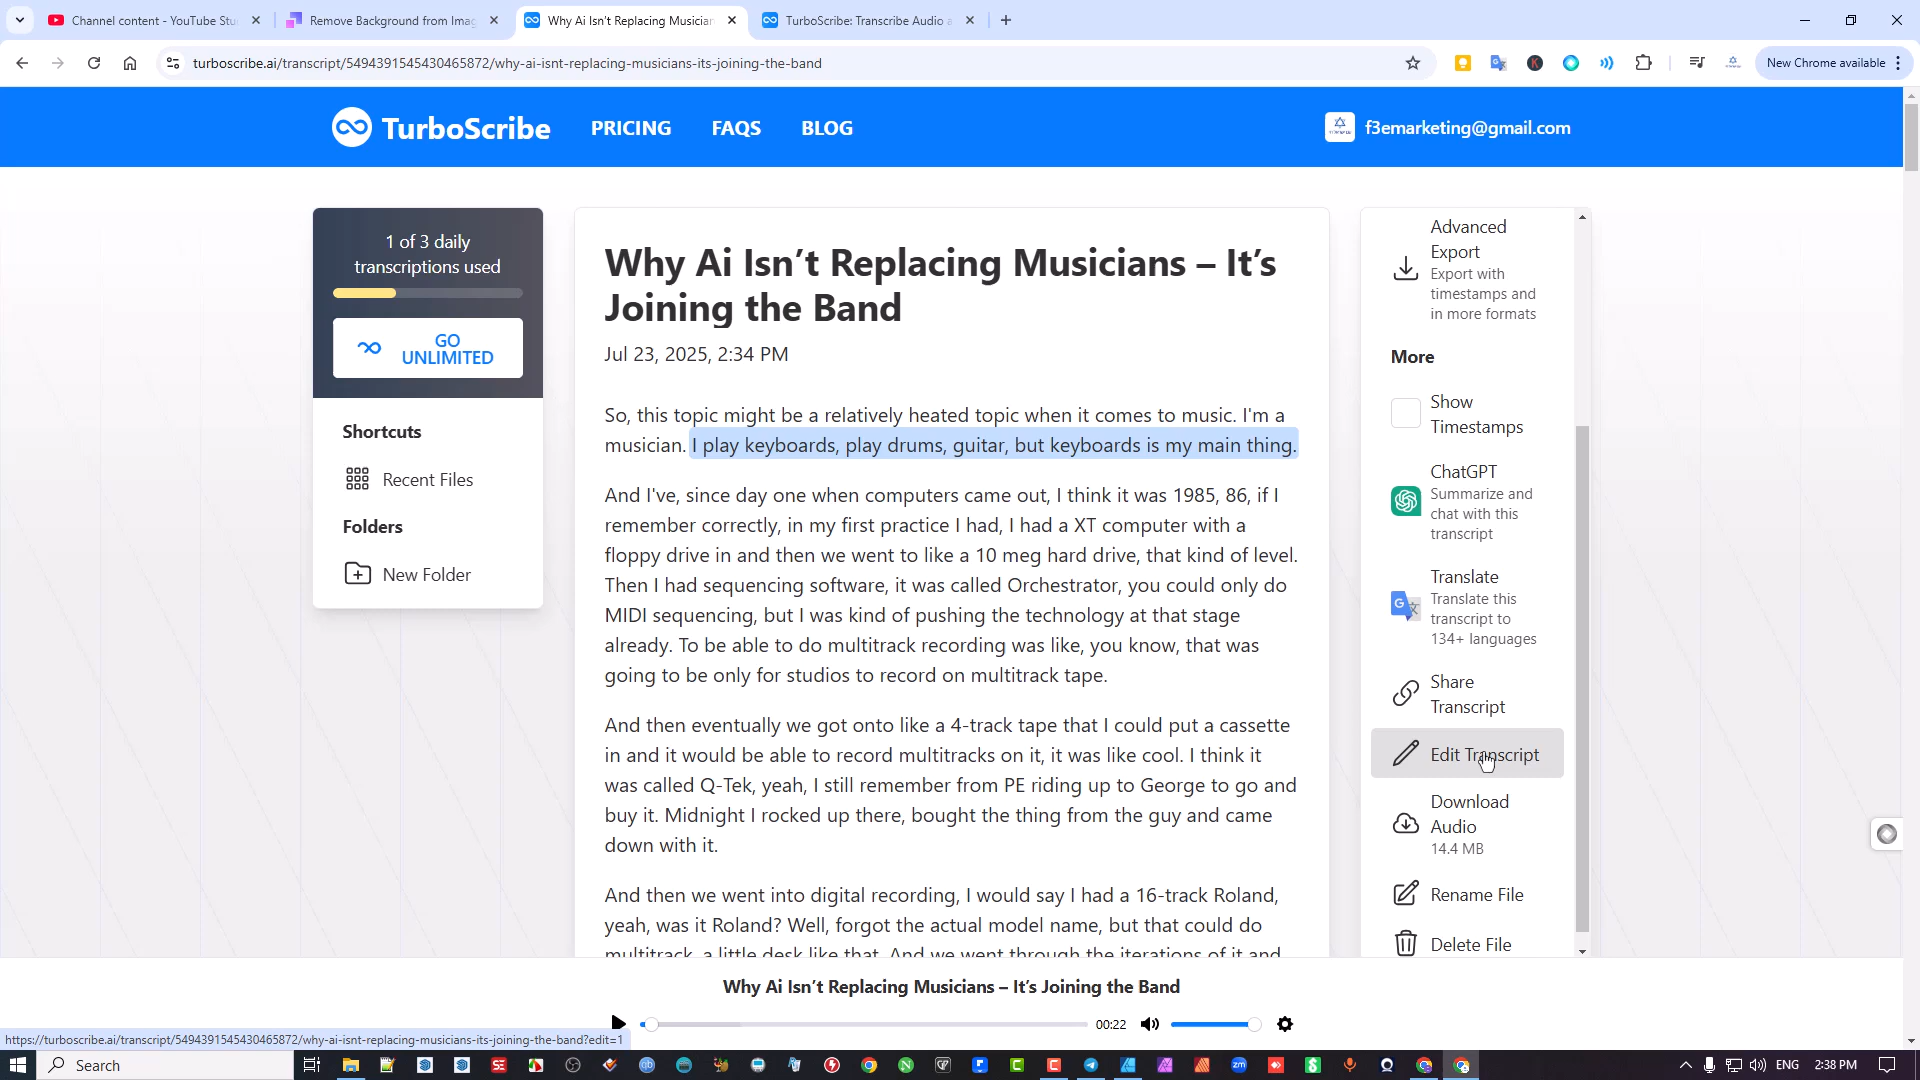 Channel content - YouTube Stu
Remove Background from Imag
Why Ai Isn't Replacing Musician
TurboScribe: Transcribe Audio a
turboscribe.ai/transcript/5494391545430465872/why-ai-isnt-replacing-musicians-its-joining-the-band
New Chrome available
TurboScribe
PRICING
FAQS
BLOG
f3emarketing@gmail.com
1 of 3 daily
transcriptions used
GO
UNLIMITED
Shortcuts
Recent Files
Folders
New Folder
Why Ai Isn’t Replacing Musicians – It’s
Joining the Band
Jul 23, 2025, 2:34 PM
So, this topic might be a relatively heated topic when it comes to music. I'm a
musician. I play keyboards, play drums, guitar, but keyboards is my main thing.
And I've, since day one when computers came out, I think it was 1985, 86, if I
remember correctly, in my first practice I had, I had a XT computer with a
floppy drive in and then we went to like a 10 meg hard drive, that kind of level.
Then I had sequencing software, it was called Orchestrator, you could only do
MIDI sequencing, but I was kind of pushing the technology at that stage
already. To be able to do multitrack recording was like, you know, that was
going to be only for studios to record on multitrack tape.
And then eventually we got onto like a 4-track tape that I could put a cassette
in and it would be able to record multitracks on it, it was like cool. I think it
was called Q-Tek, yeah, I still remember from PE riding up to George to go and
buy it. Midnight I rocked up there, bought the thing from the guy and came
down with it.
And then we went into digital recording, I would say I had a 16-track Roland,
yeah, was it Roland? Well, forgot the actual model name, but that could do
multitrack, a little desk like that. And we went through the iterations of it and
Advanced
Export
Export with
timestamps and
in more formats
More
Show
Timestamps
ChatGPT
Summarize and
chat with this
transcript
Translate
Translate this
transcript to
134+ languages
Share
Transcript
Edit Transcript
Download
Audio
14.4 MB
Rename File
Delete File
Why Ai Isn’t Replacing Musicians – It’s Joining the Band
00:22
https://turboscribe.ai/transcript/5494391545430465872/why-ai-isnt-replacing-musicians-its-joining-the-band?edit=1
Search
ENG
2:38 PM